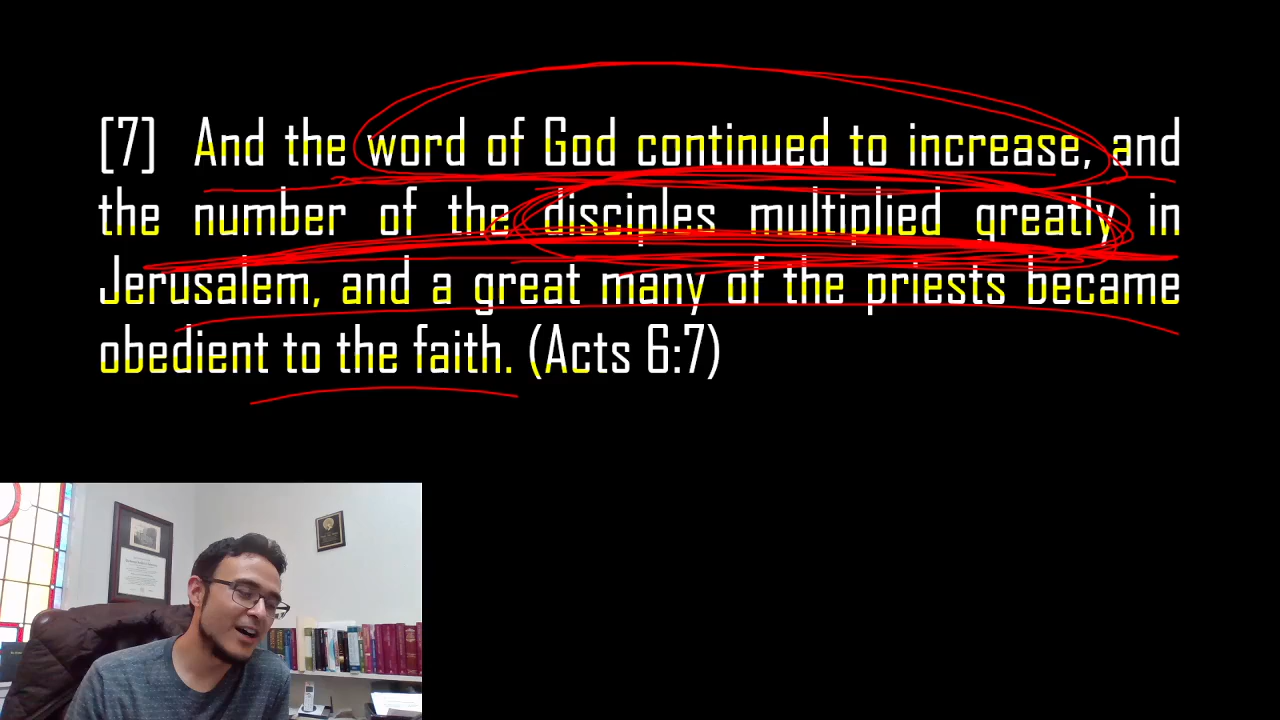 [7] And the word of God continued to increase, and
the number of the disciples multiplied greatly in
Jerusalem, and a great many of the priests became
obedient to the faith. (Acts 6:7)